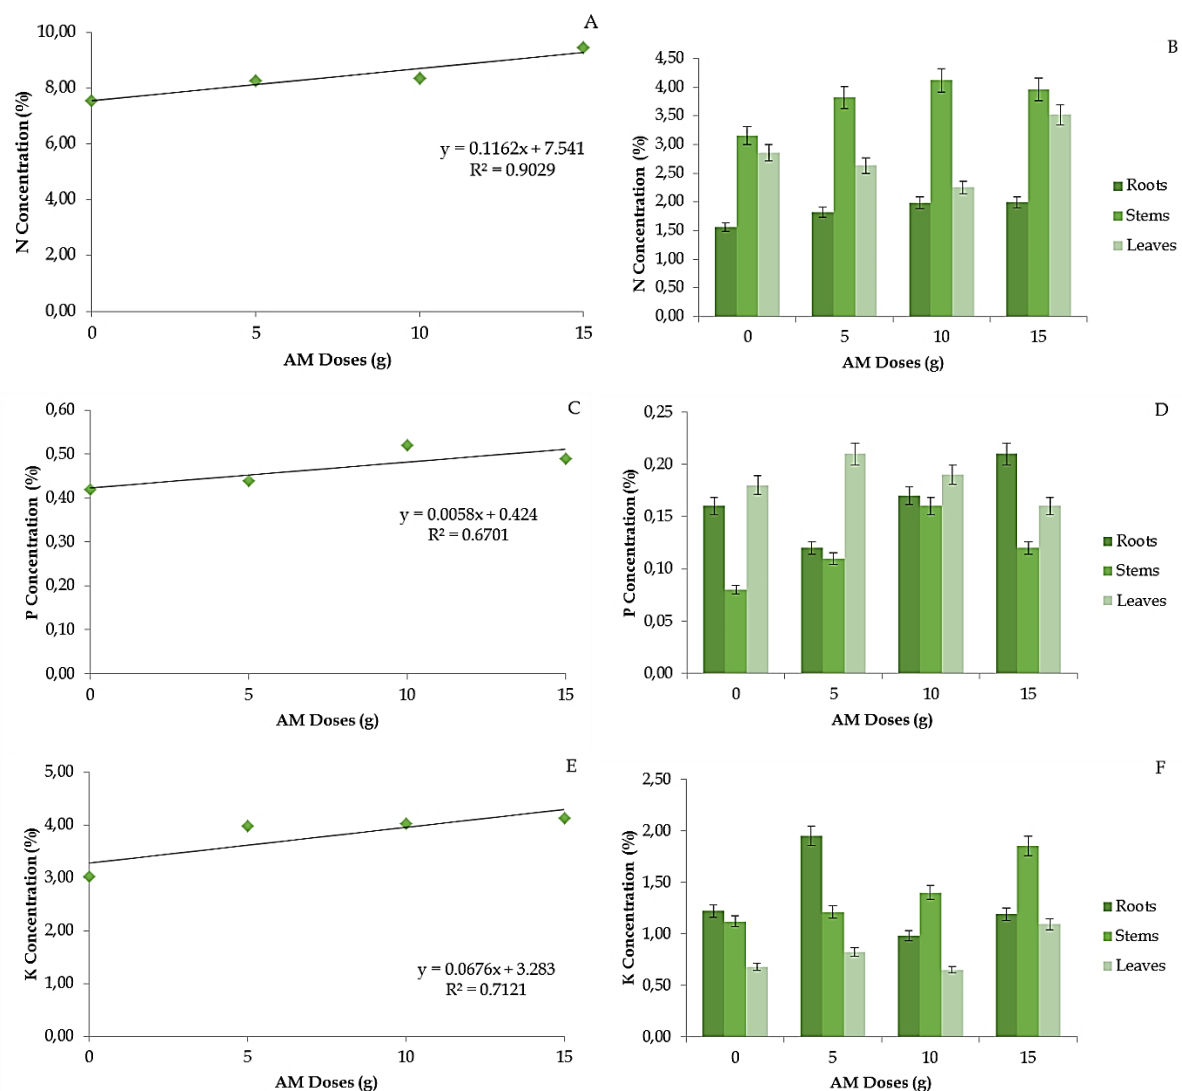 A
10,00
8,00
6,00
4,00
2,00
0,00
N Concentration (%)
y = 0.1162x + 7.541
R² = 0.9029
0 5 10 15
AM Doses (g)
B
4,50
4,00
3,50
3,00
2,50
2,00
1,50
1,00
0,50
0,00
N Concentration (%)
Roots
Stems
Leaves
0 5 10 15
AM Doses (g)
C
0,60
0,50
0,40
0,30
0,20
0,10
0,00
P Concentration (%)
y = 0.0058x + 0.424
R² = 0.6701
0 5 10 15
AM Doses (g)
D
0,25
0,20
0,15
0,10
0,05
0,00
P Concentration (%)
Roots
Stems
Leaves
0 5 10 15
AM Doses (g)
E
5,00
4,00
3,00
2,00
1,00
0,00
K Concentration (%)
y = 0.0676x + 3.283
R² = 0.7121
0 5 10 15
AM Doses (g)
F
2,50
2,00
1,50
1,00
0,50
0,00
K Concentration (%)
Roots
Stems
Leaves
0 5 10 15
AM Doses (g)